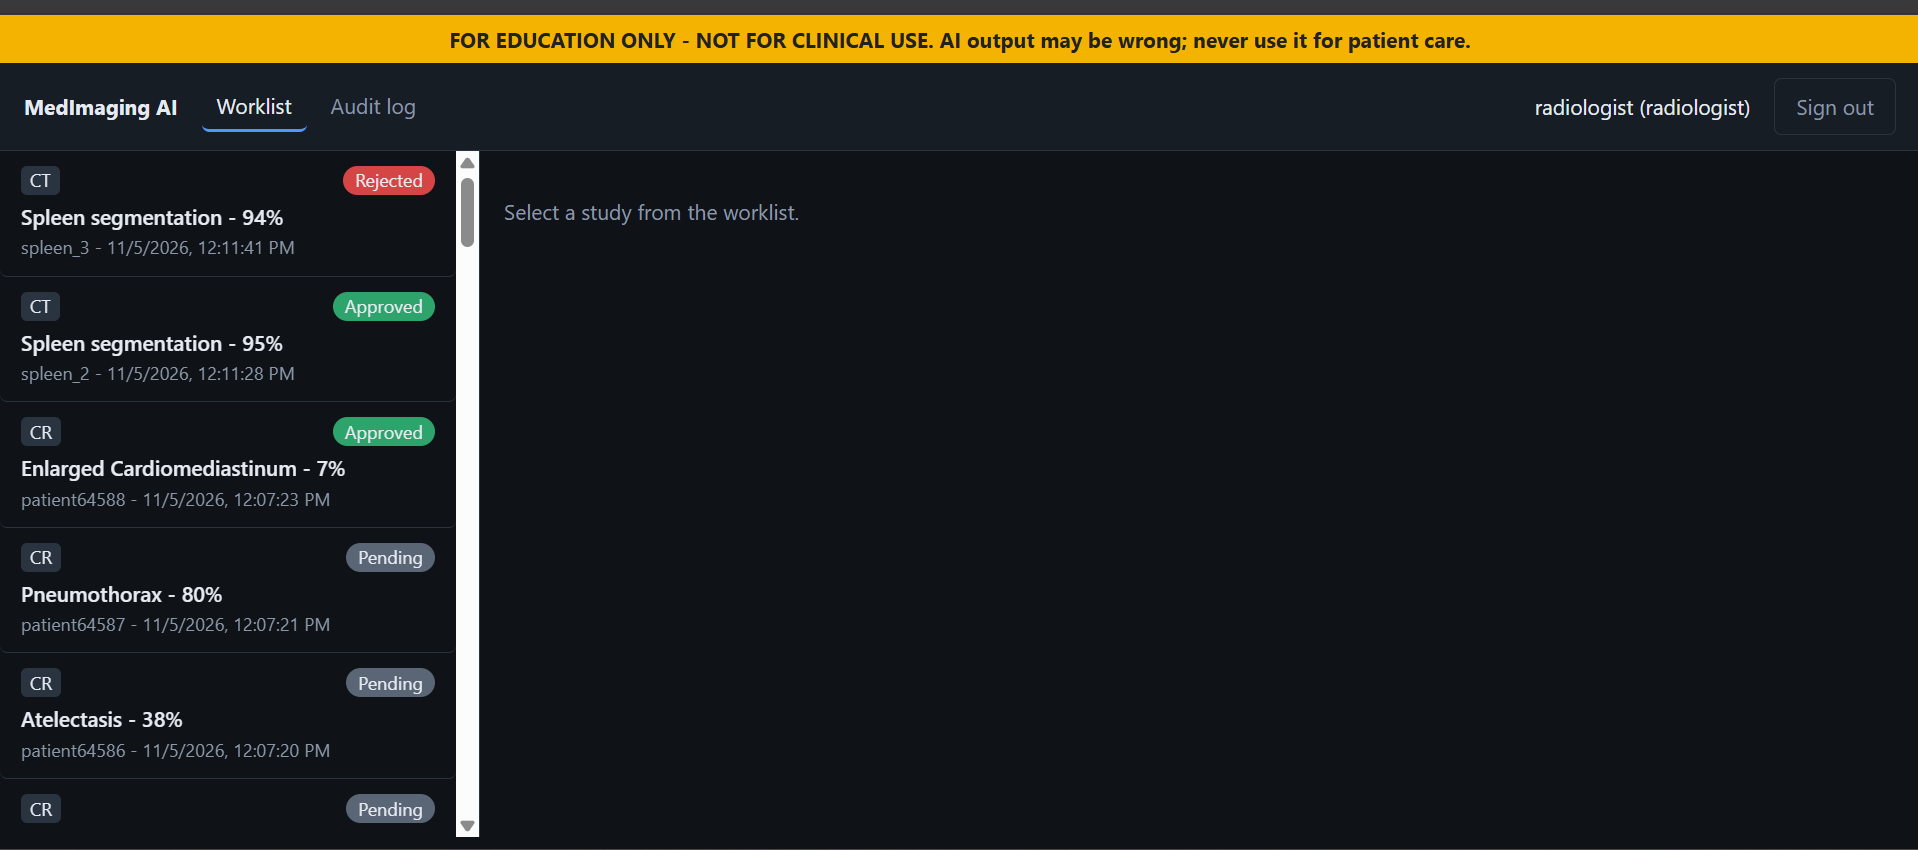 FOR EDUCATION ONLY - NOT FOR CLINICAL USE. AI output may be wrong; never use it for patient care.
MedImaging AI Worklist Audit log radiologist (radiologist) Sign out
CT Rejected
Spleen segmentation - 94%
spleen_3 - 11/5/2026, 12:11:41 PM
CT Approved
Spleen segmentation - 95%
spleen_2 - 11/5/2026, 12:11:28 PM
CR Approved
Enlarged Cardiomediastinum - 7%
patient64588 - 11/5/2026, 12:07:23 PM
CR Pending
Pneumothorax - 80%
patient64587 - 11/5/2026, 12:07:21 PM
CR Pending
Atelectasis - 38%
patient64586 - 11/5/2026, 12:07:20 PM
CR Pending
Select a study from the worklist.